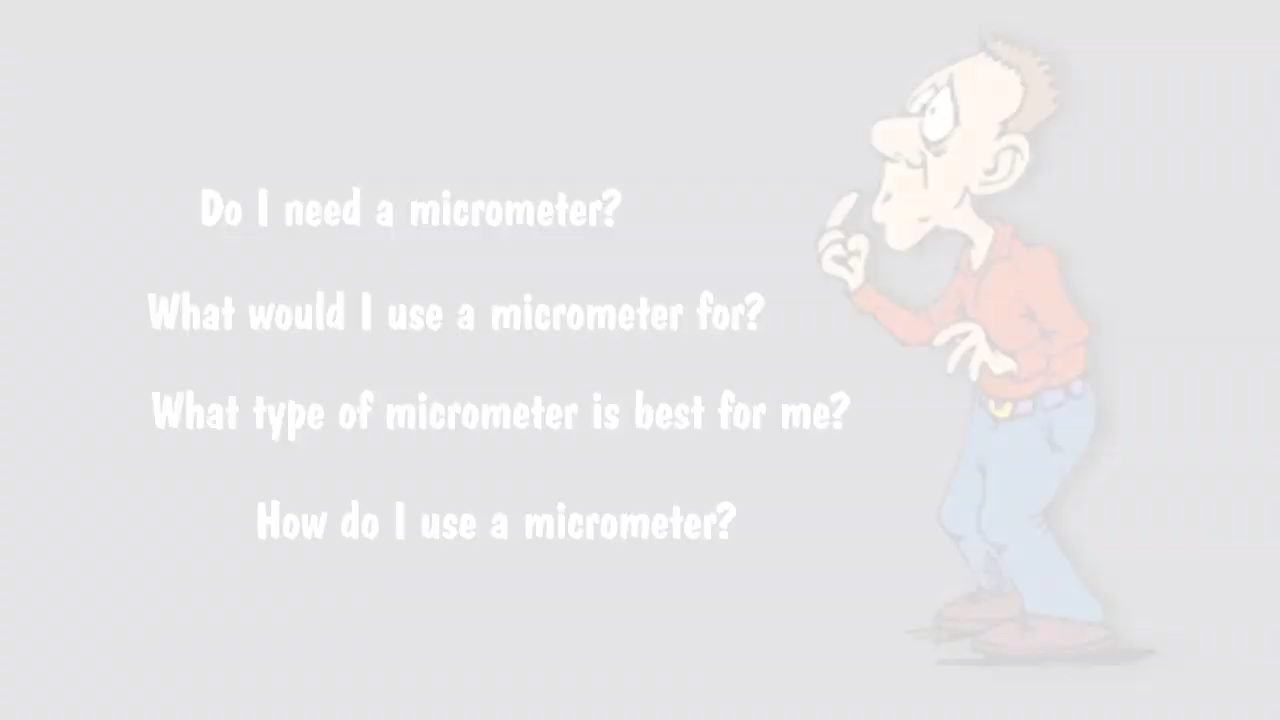 Do I need a micrometer?
What would I use a micrometer for?
What type of micrometer is best for me?
How do I use a micrometer?